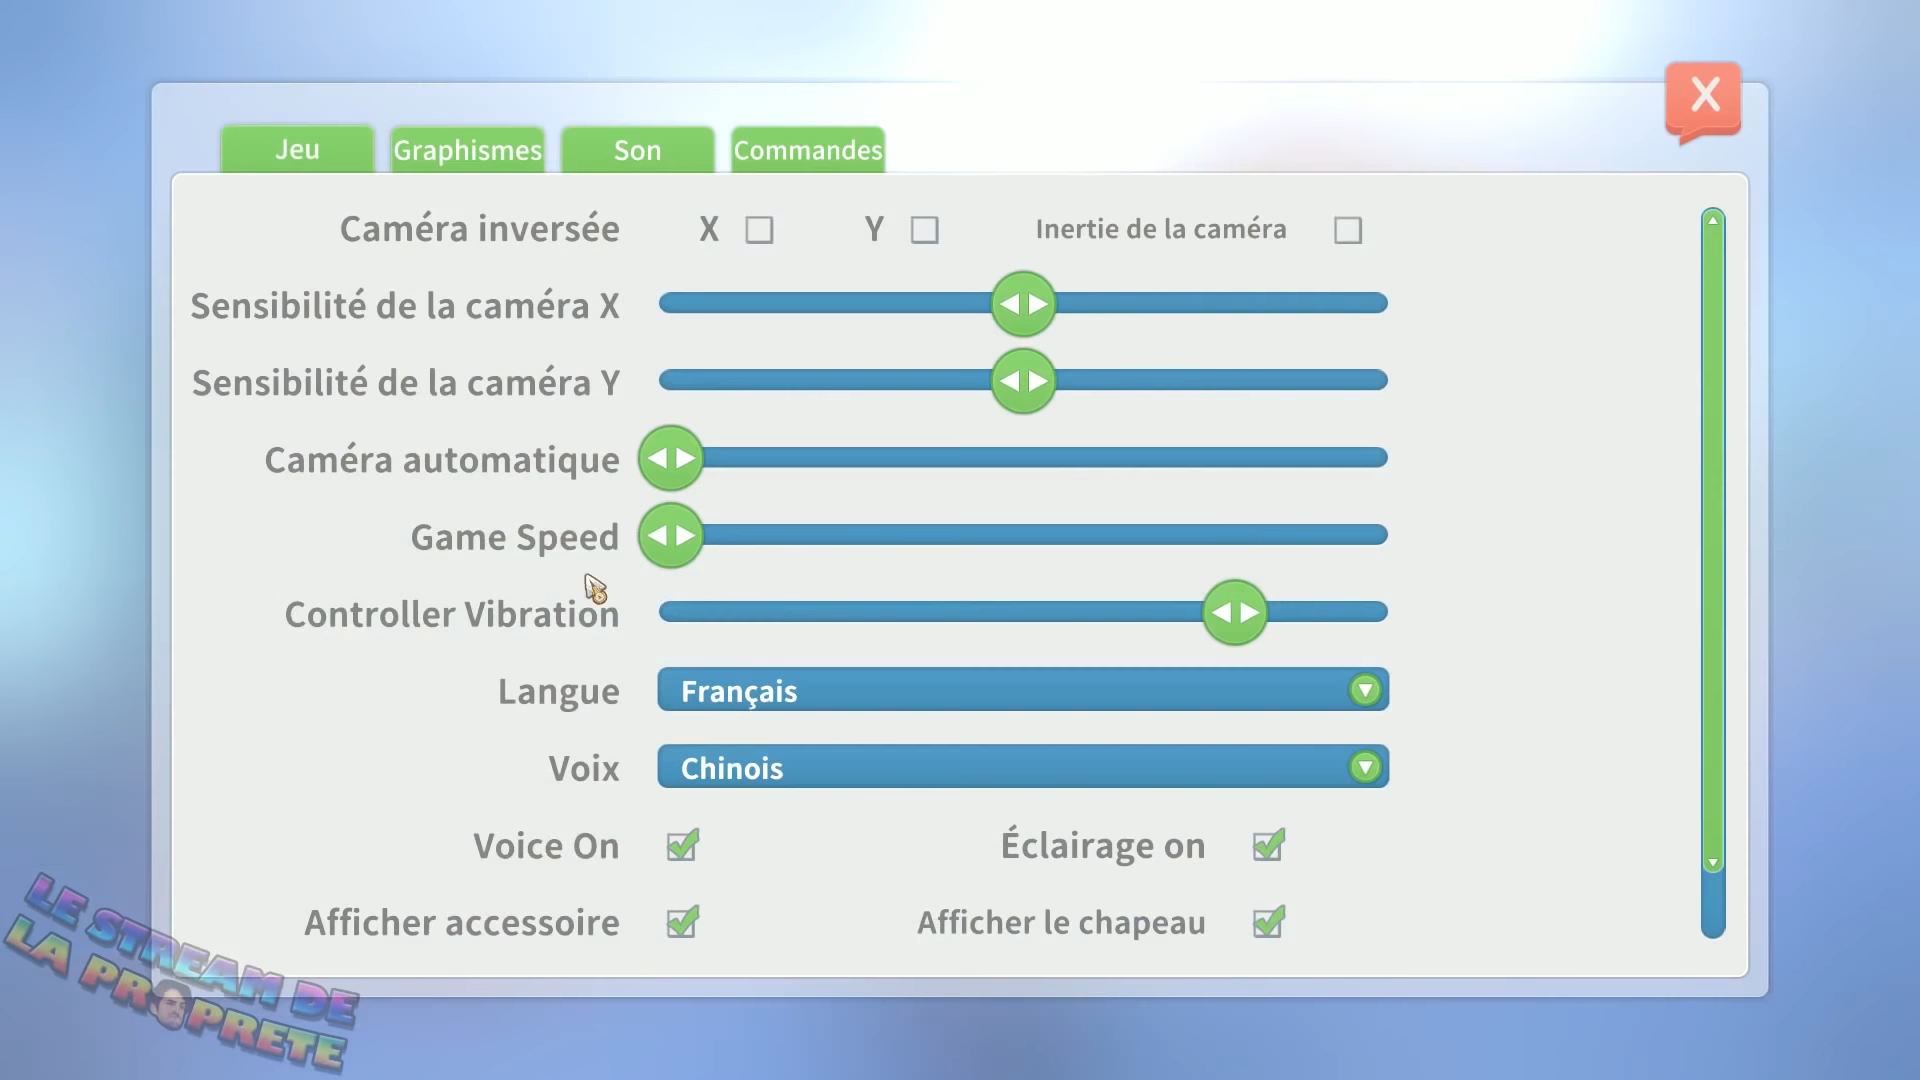 X
Jeu
Graphismes
Son
Commandes
Caméra inversée X Y Inertie de la caméra
Sensibilité de la caméra X
Sensibilité de la caméra Y
Caméra automatique
Game Speed
Controller Vibration
Langue Français
Voix Chinois
Voice On Éclairage on
Afficher accessoire Afficher le chapeau
LE STREAM DE
LA PROPRETE